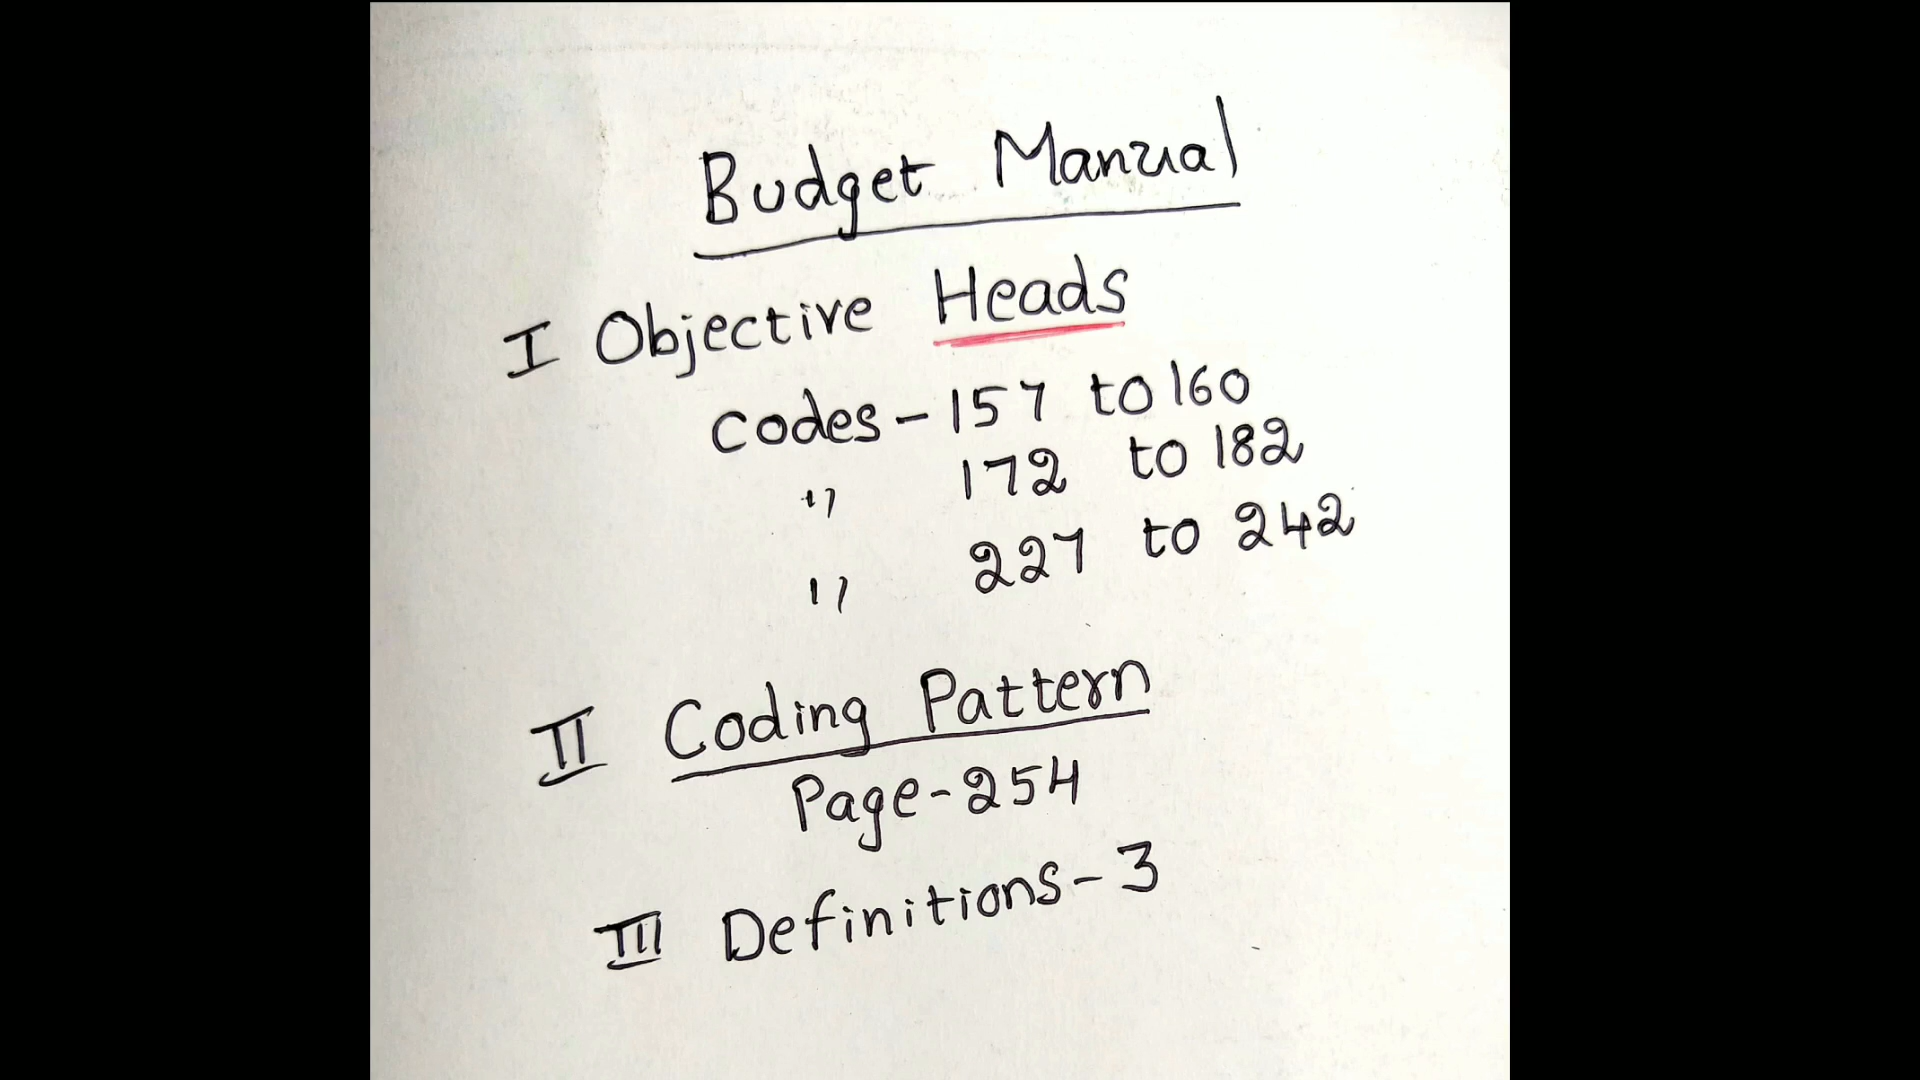 Budget Manual
I Objective Heads
Codes - 157 to 160
" 172 to 182
" 227 to 242
II Coding Pattern
Page - 254
III Definitions - 3